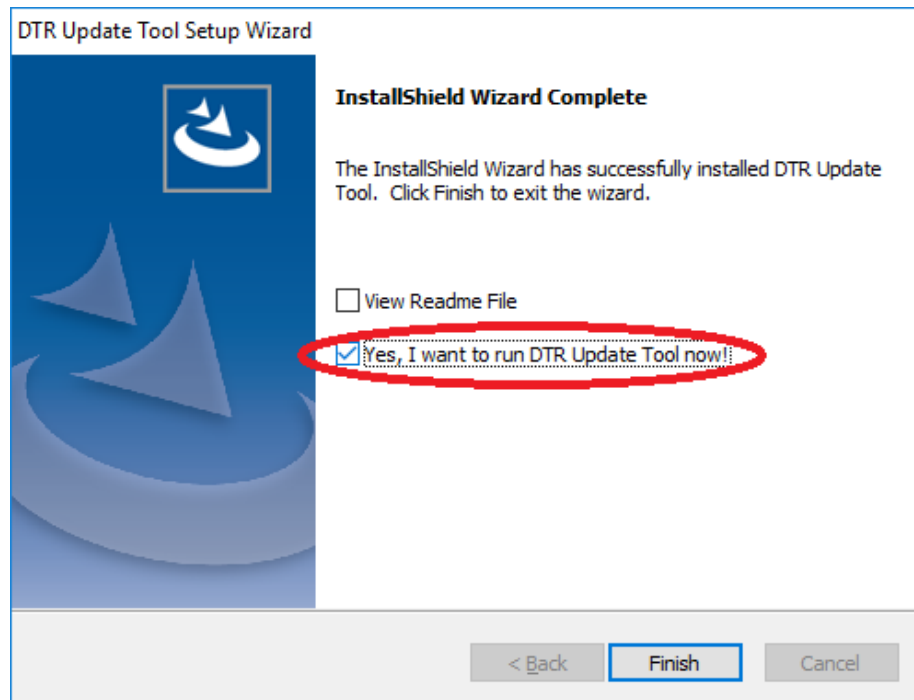 DTR Update Tool Setup Wizard
InstallShield Wizard Complete
The InstallShield Wizard has successfully installed DTR Update
Tool.  Click Finish to exit the wizard.
View Readme File
Yes, I want to run DTR Update Tool now!
< Back
Finish
Cancel